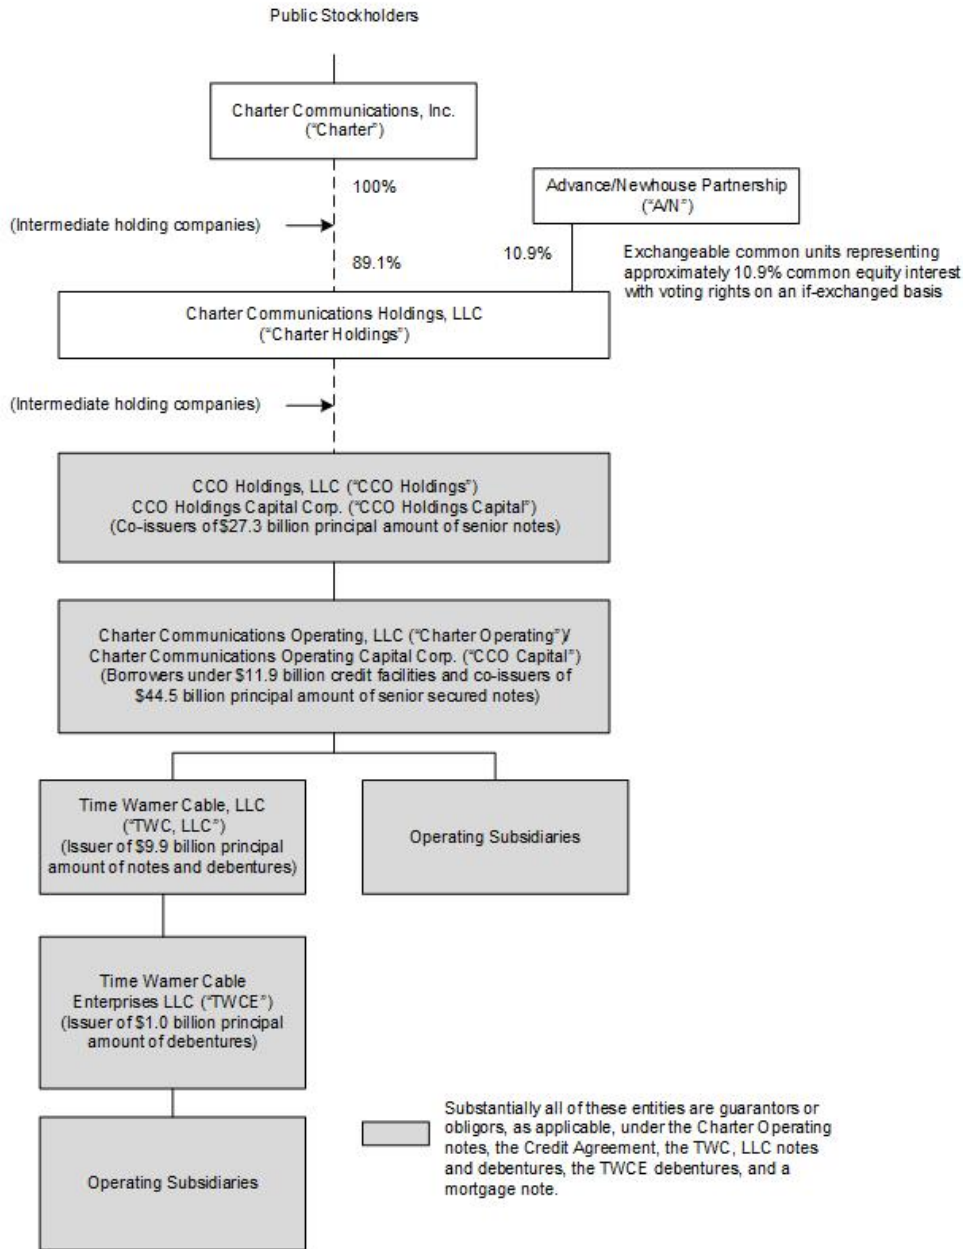 Public Stockholders
Charter Communications, Inc.
("Charter")
100%
Advance/Newhouse Partnership
("A/N")
(Intermediate holding companies)
89.1%
10.9%
Exchangeable common units representing
approximately 10.9% common equity interest
with voting rights on an if-exchanged basis
Charter Communications Holdings, LLC
("Charter Holdings")
(Intermediate holding companies)
CCO Holdings, LLC ("CCO Holdings")
CCO Holdings Capital Corp. ("CCO Holdings Capital")
(Co-issuers of $27.3 billion principal amount of senior notes)
Charter Communications Operating, LLC ("Charter Operating")/
Charter Communications Operating Capital Corp. ("CCO Capital")
(Borrowers under $11.9 billion credit facilities and co-issuers of
$44.5 billion principal amount of senior secured notes)
Time Warner Cable, LLC
("TWC, LLC")
(Issuer of $9.9 billion principal
amount of notes and debentures)
Operating Subsidiaries
Time Warner Cable
Enterprises LLC ("TWCE")
(Issuer of $1.0 billion principal
amount of debentures)
Operating Subsidiaries
Substantially all of these entities are guarantors or
obligors, as applicable, under the Charter Operating
notes, the Credit Agreement, the TWC, LLC notes
and debentures, the TWCE debentures, and a
mortgage note.